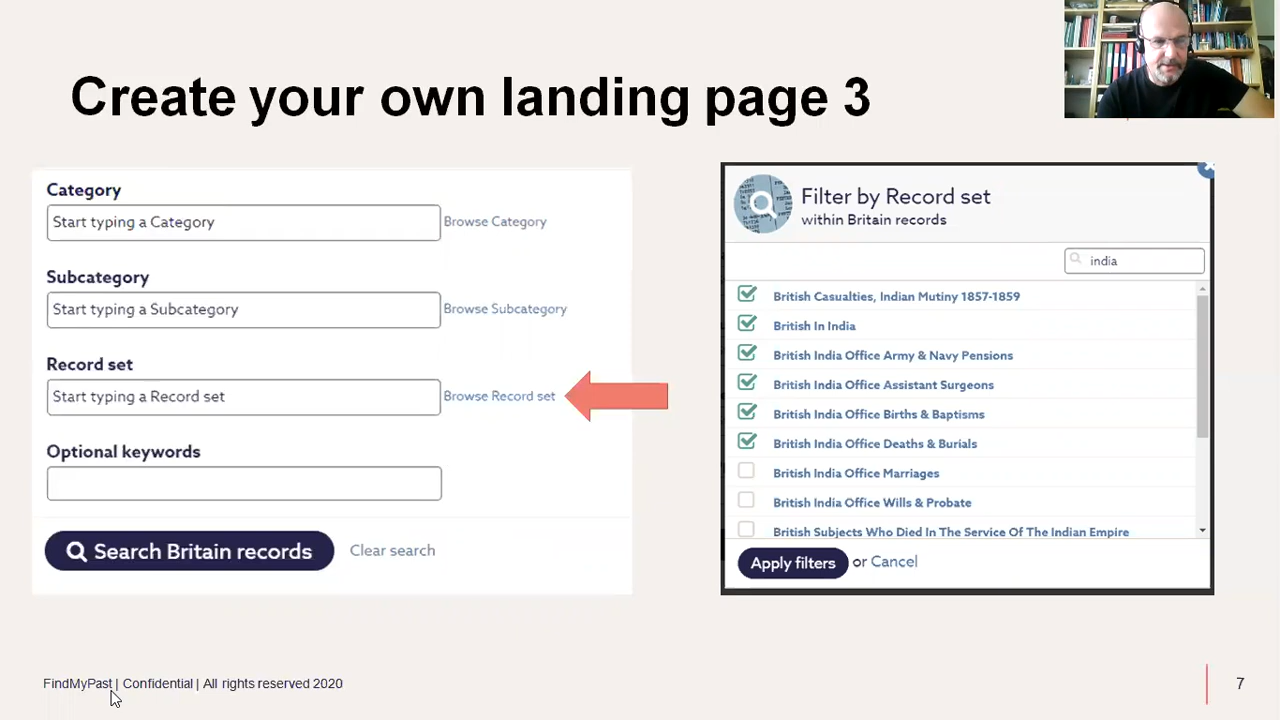 Create your own landing page 3
Category
Start typing a Category
Browse Category
Subcategory
Start typing a Subcategory
Browse Subcategory
Record set
Start typing a Record set
Browse Record set
Optional keywords
Search Britain records
Clear search
Filter by Record set
within Britain records
india
British Casualties, Indian Mutiny 1857-1859
British In India
British India Office Army & Navy Pensions
British India Office Assistant Surgeons
British India Office Births & Baptisms
British India Office Deaths & Burials
British India Office Marriages
British India Office Wills & Probate
British Subjects Who Died In The Service Of The Indian Empire
Apply filters or Cancel
FindMyPast | Confidential | All rights reserved 2020
7